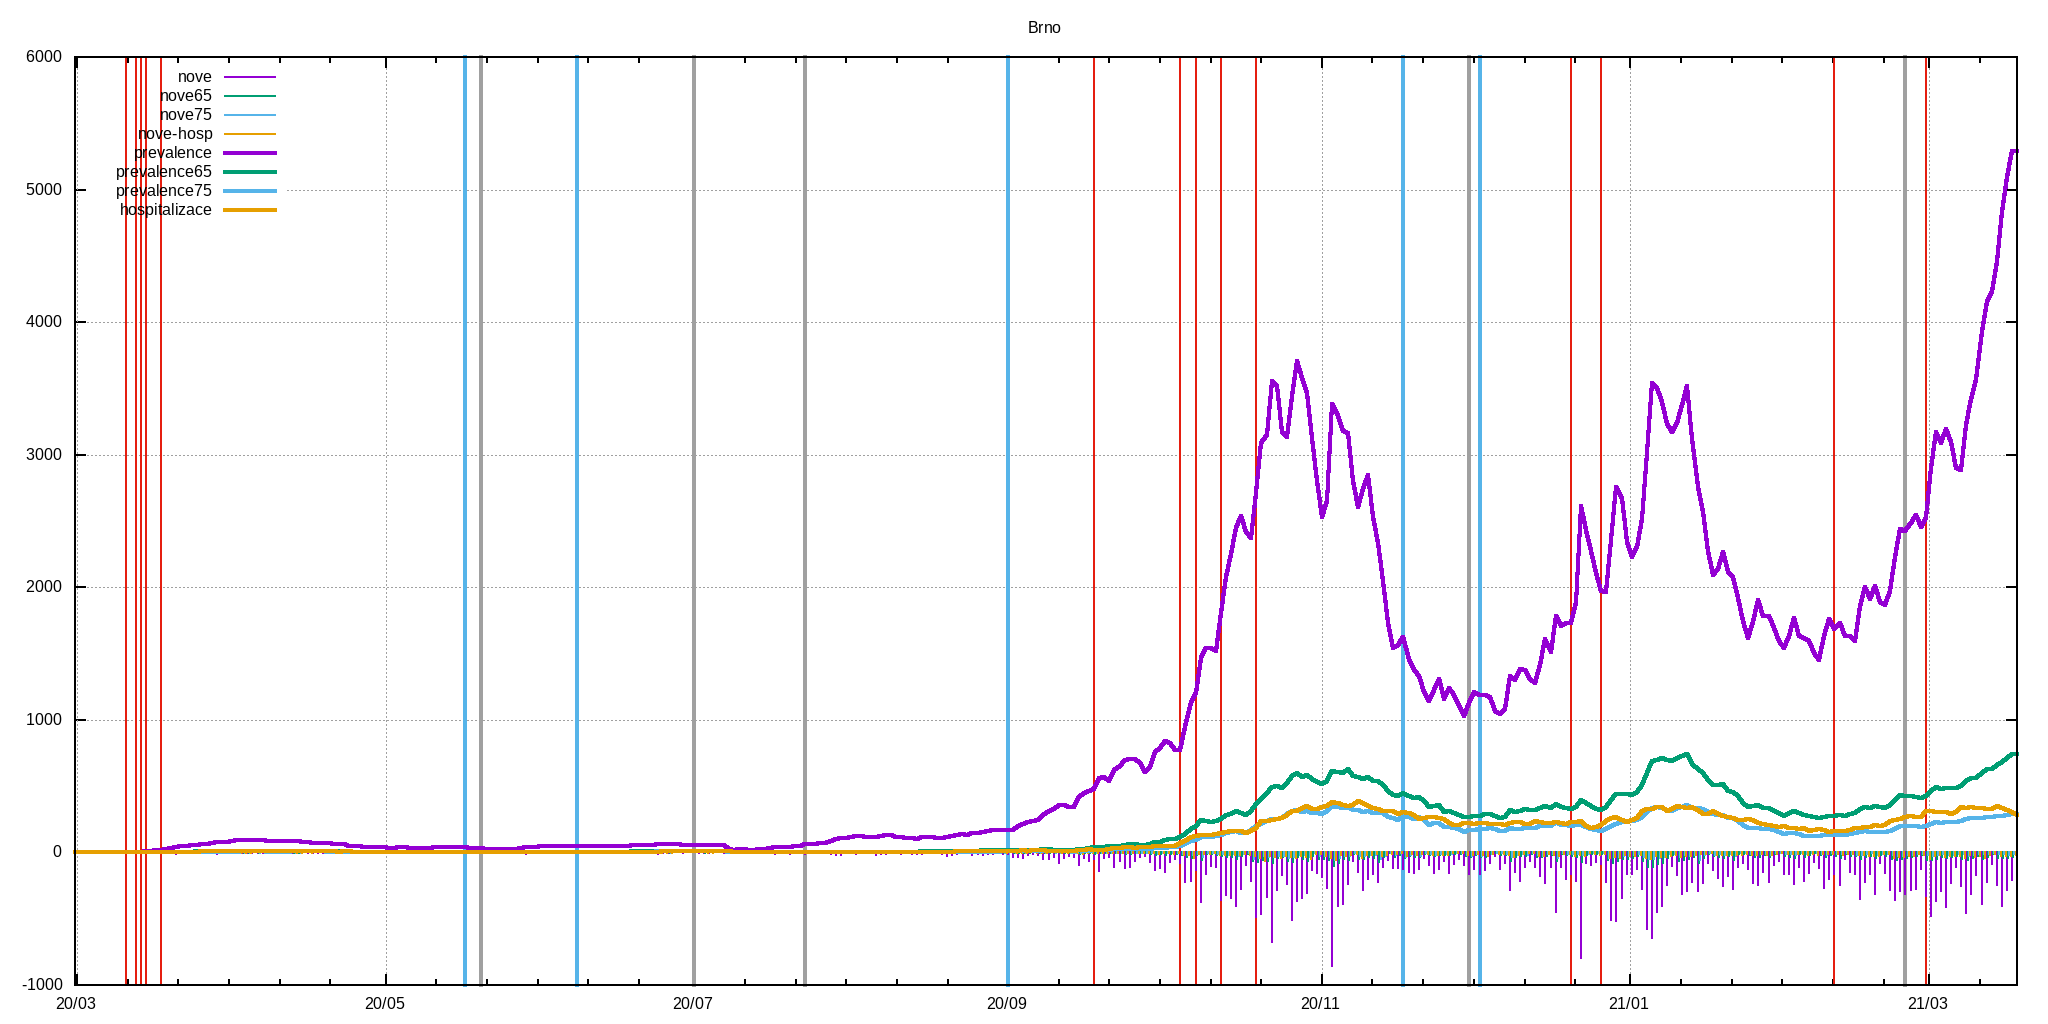 Brno
6000
5000
4000
3000
2000
1000
0
-1000
nove
nove65
nove75
nove-hosp
prevalence
prevalence65
prevalence75
hospitalizace
20/03
20/05
20/07
20/09
20/11
21/01
21/03